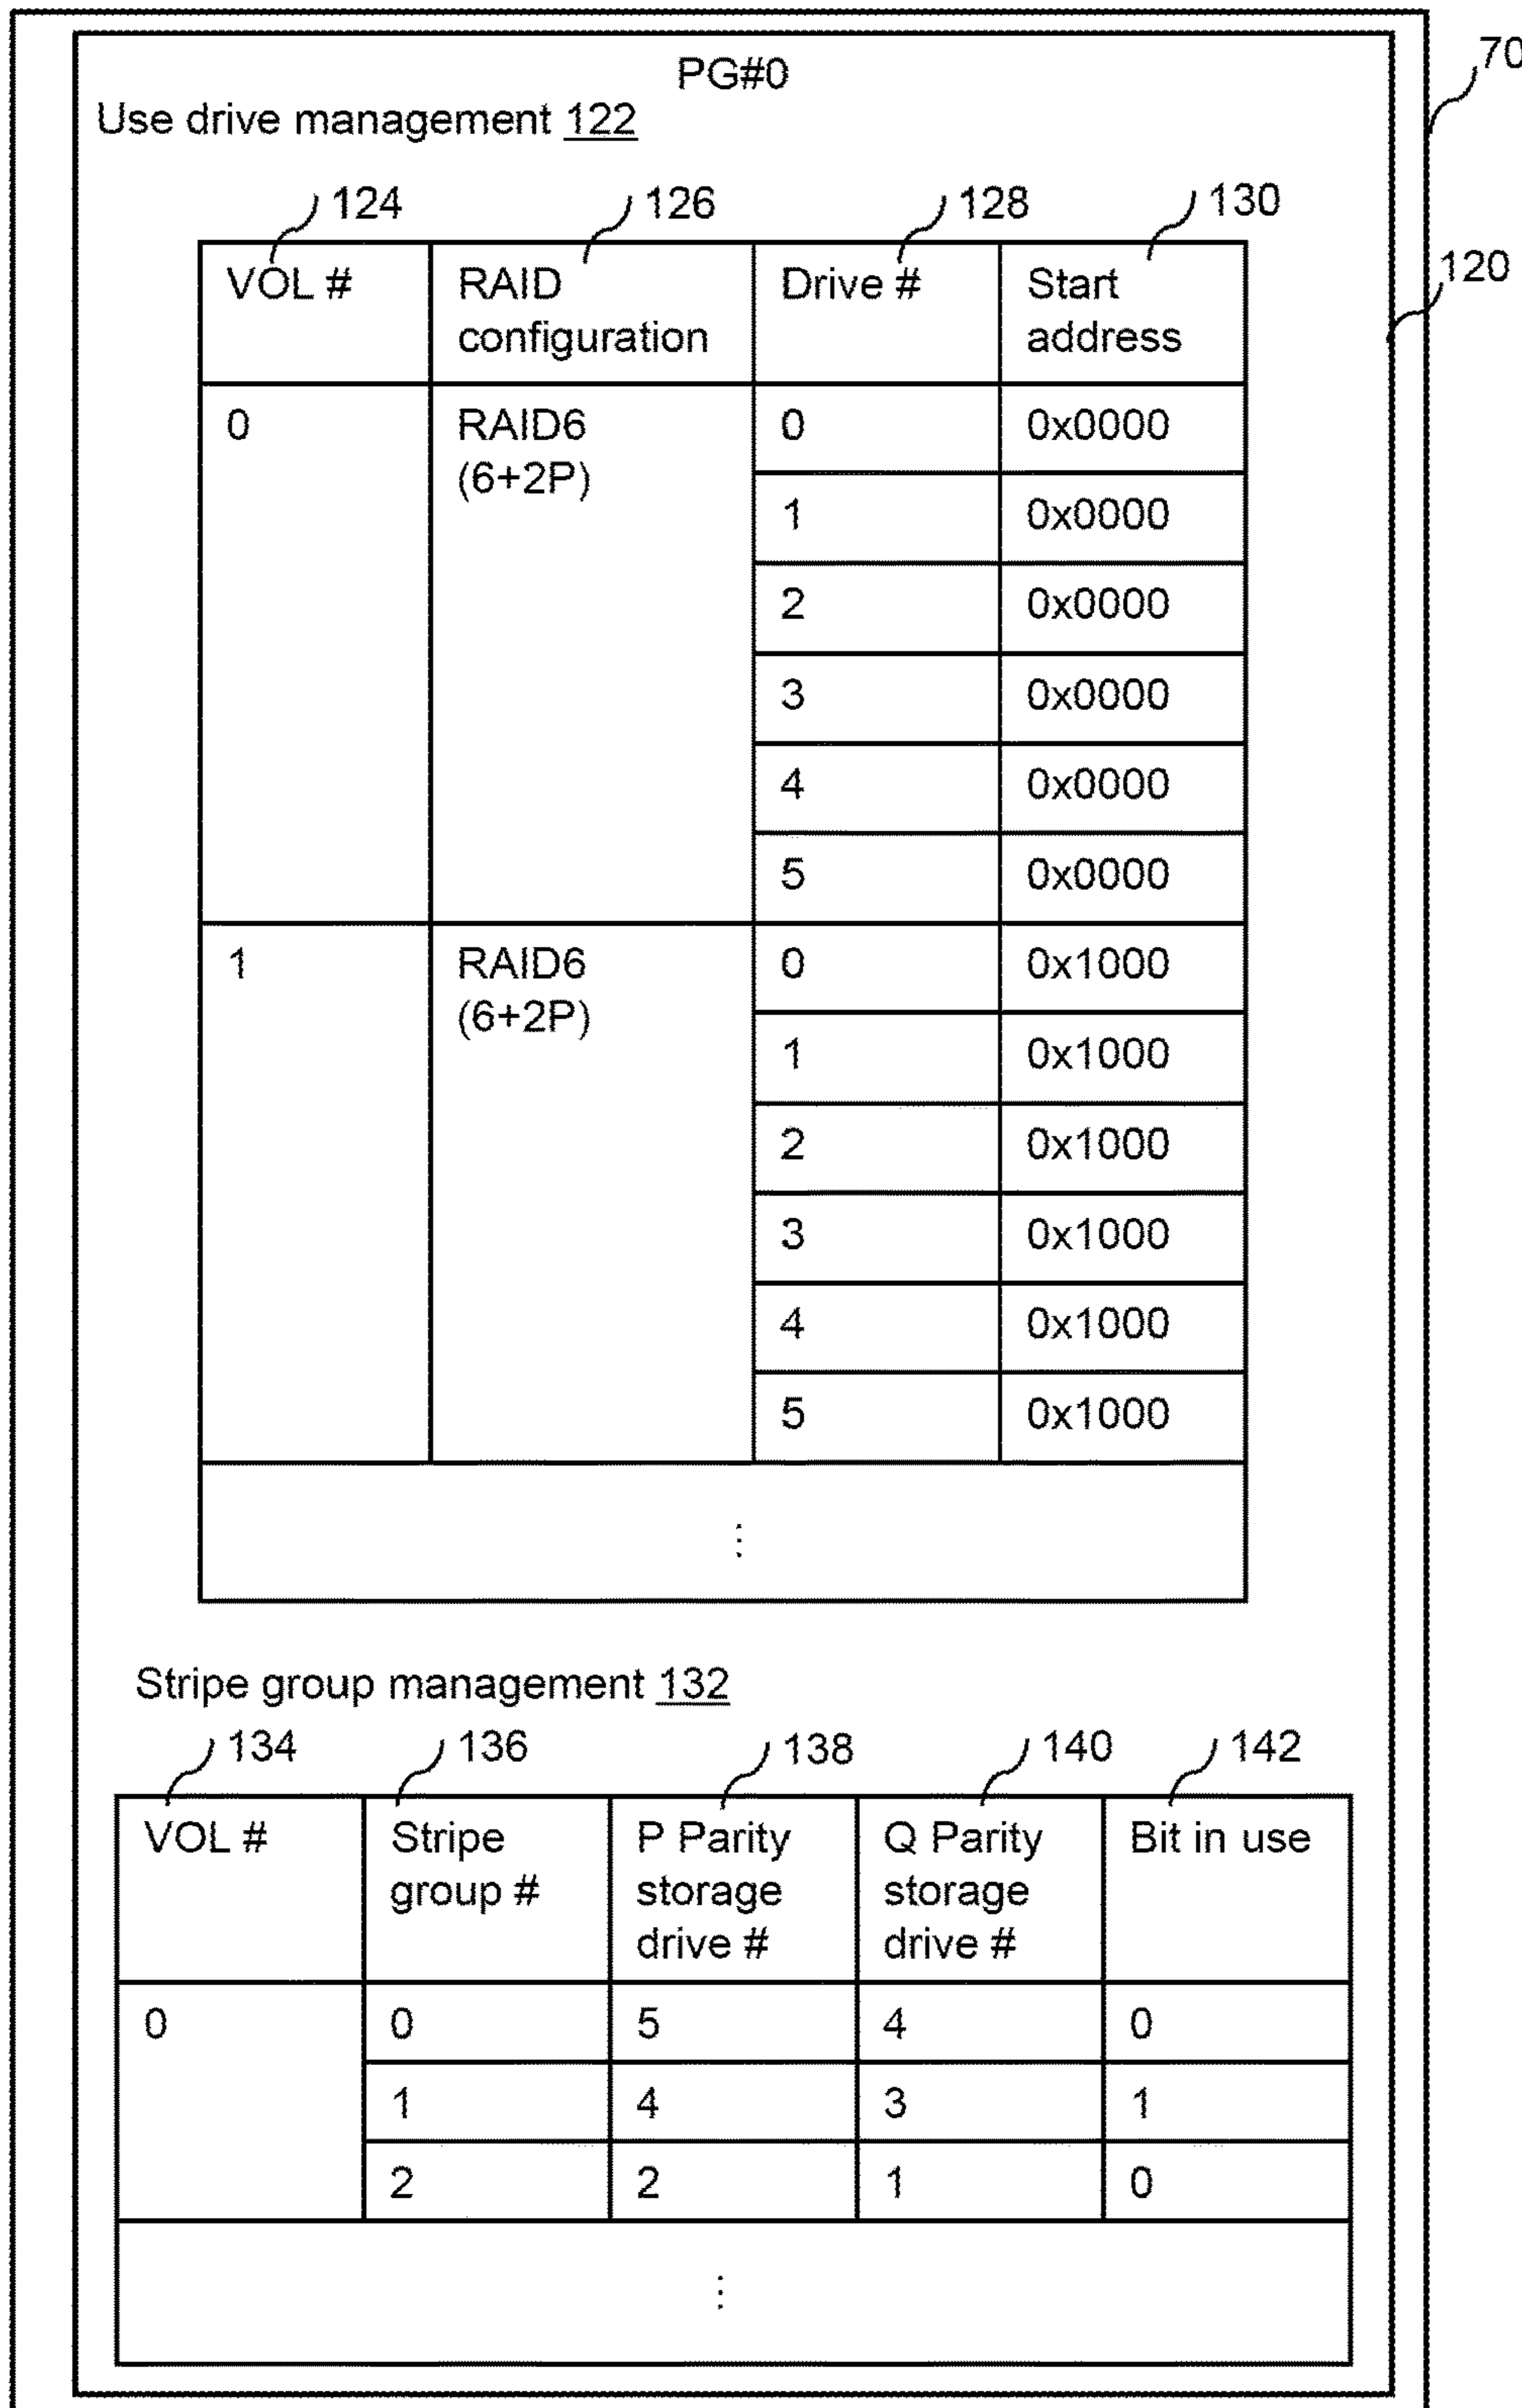 PG#0
70
Use drive management 122
124 126 128 130
120
VOL # RAID configuration Drive # Start address
0 RAID6 (6+2P) 0 0x0000
1 0x0000
2 0x0000
3 0x0000
4 0x0000
5 0x0000
1 RAID6 (6+2P) 0 0x1000
1 0x1000
2 0x1000
3 0x1000
4 0x1000
5 0x1000
⋮
Stripe group management 132
134 136 138 140 142
VOL # Stripe group # P Parity storage drive # Q Parity storage drive # Bit in use
0 0 5 4 0
1 4 3 1
2 2 1 0
⋮